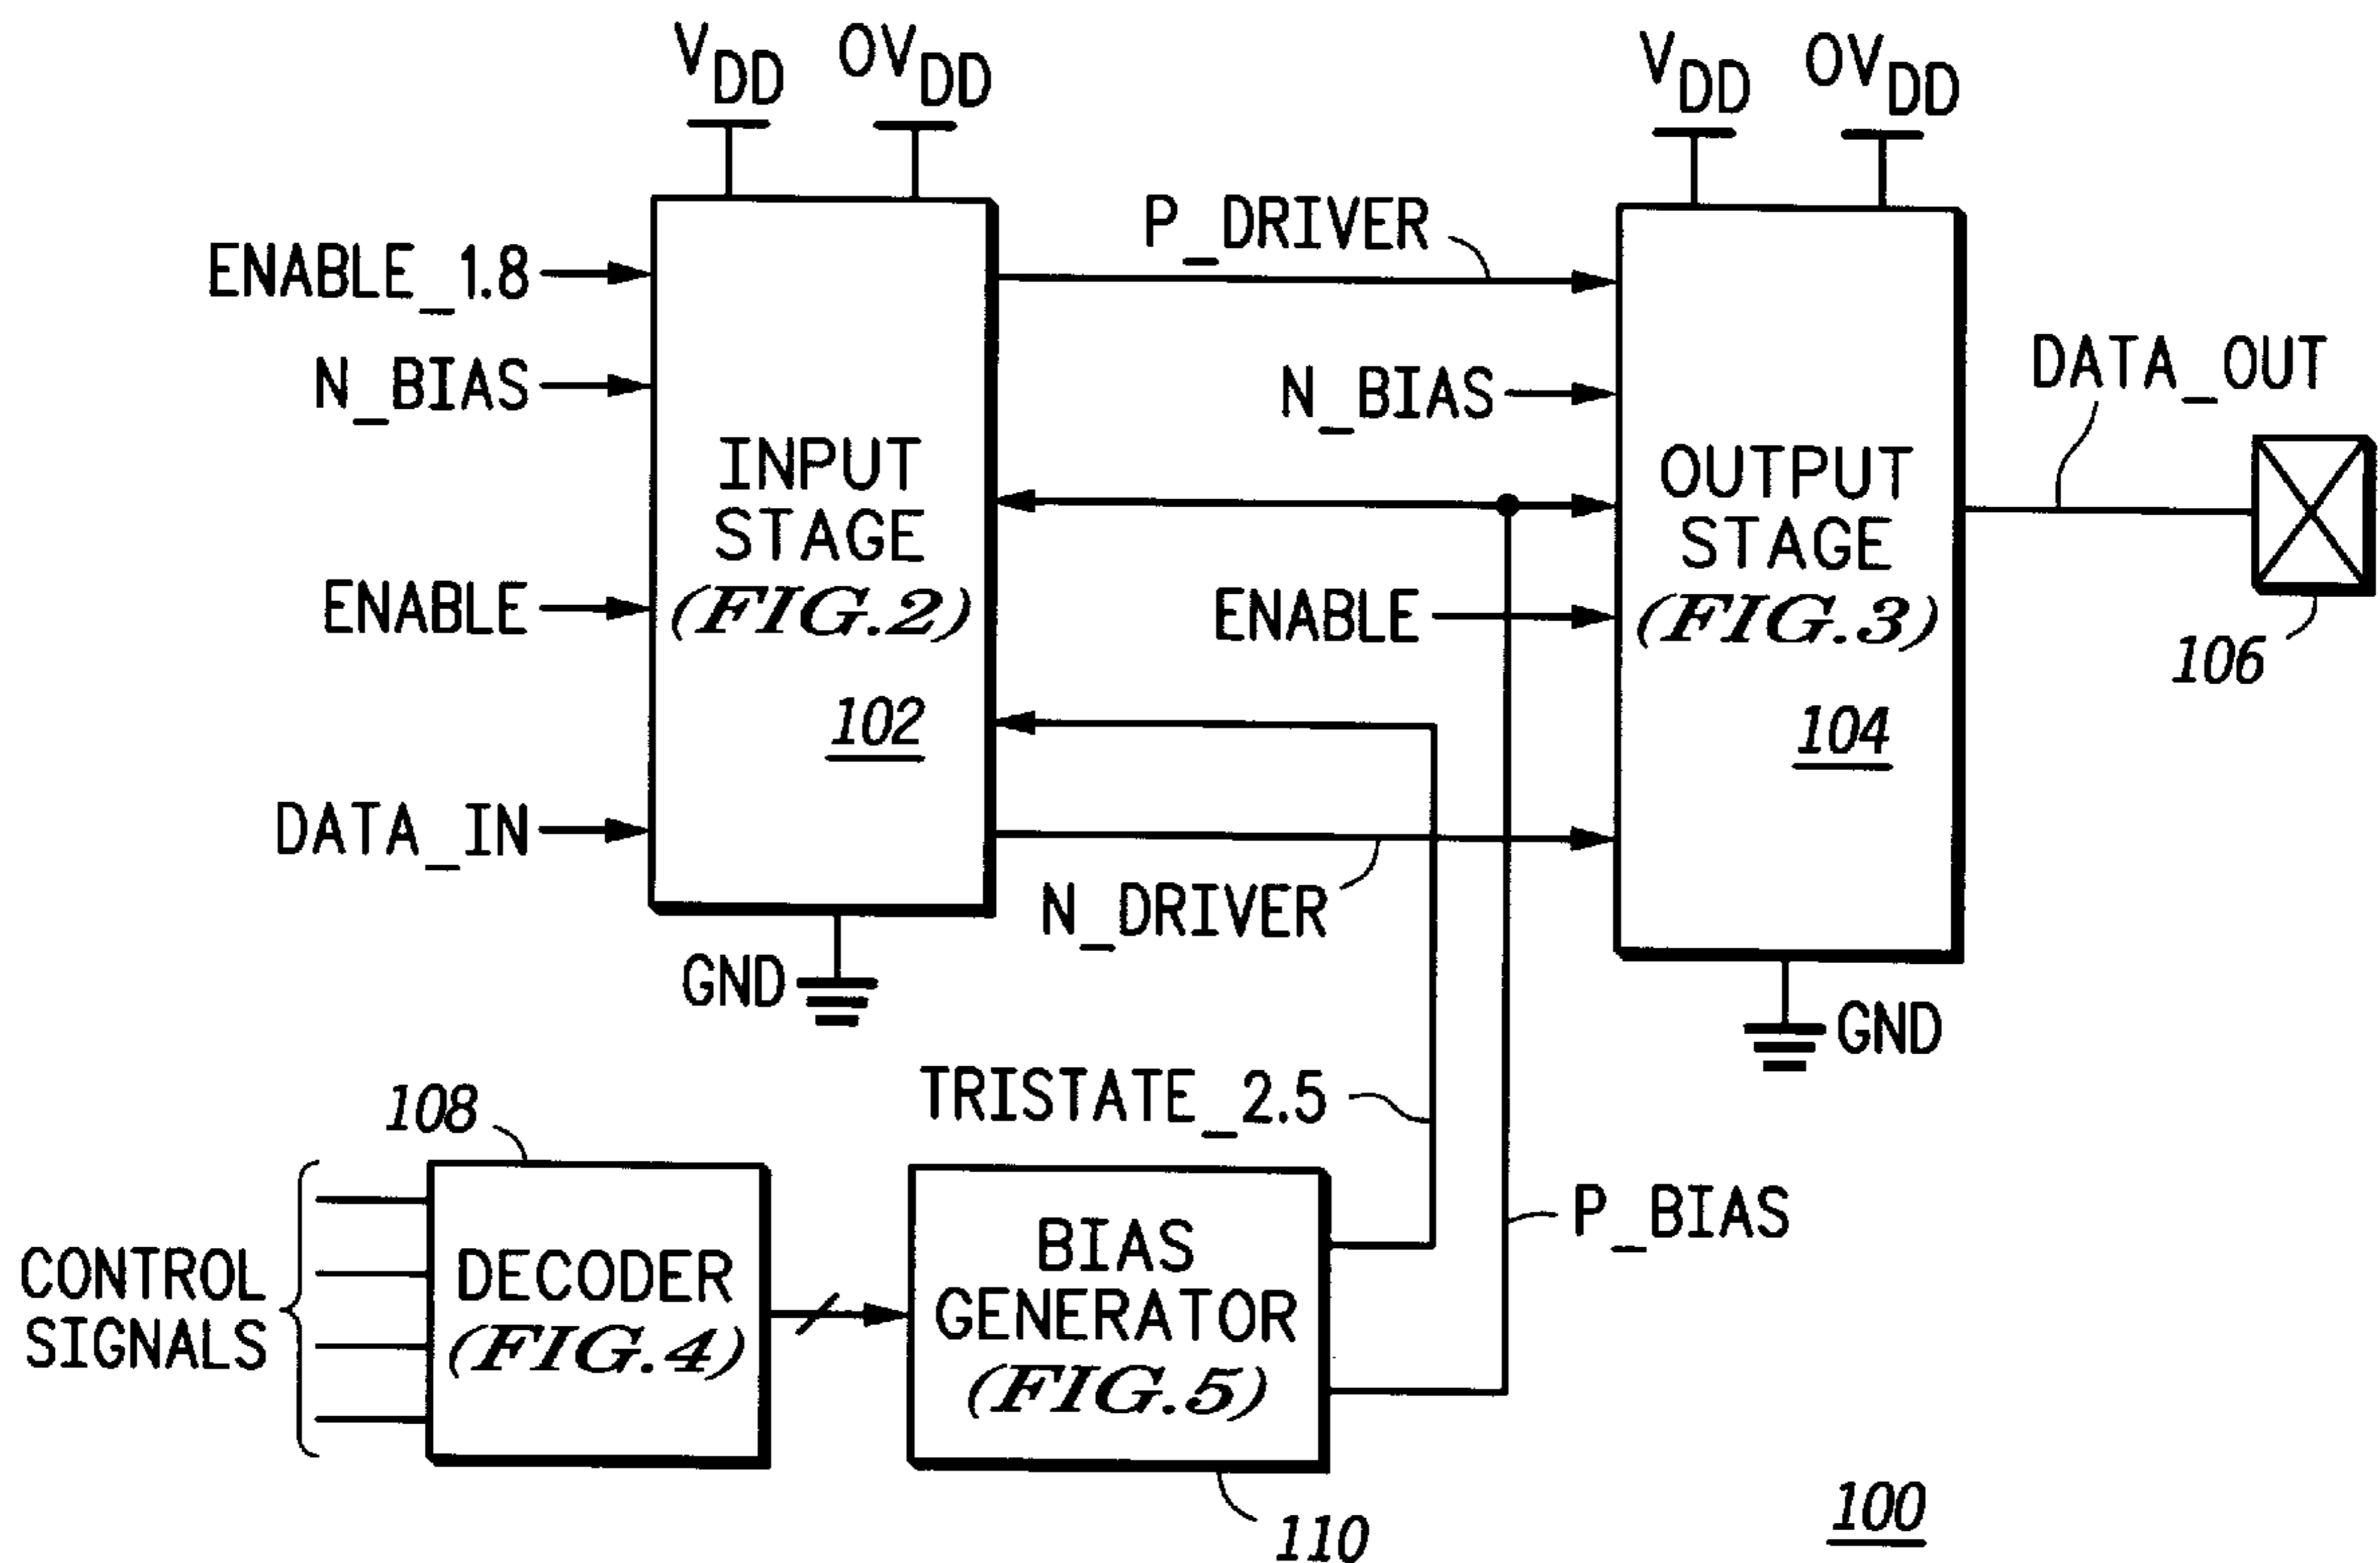 VDD
OVDD
VDD
OVDD
P_DRIVER
ENABLE_1.8
N_BIAS
N_BIAS
DATA_OUT
INPUT
STAGE
(FIG.2)
102
OUTPUT
STAGE
(FIG.3)
104
ENABLE
ENABLE
106
DATA_IN
N_DRIVER
GND
GND
TRISTATE_2.5
108
CONTROL
SIGNALS
DECODER
(FIG.4)
BIAS
GENERATOR
(FIG.5)
P_BIAS
110
100